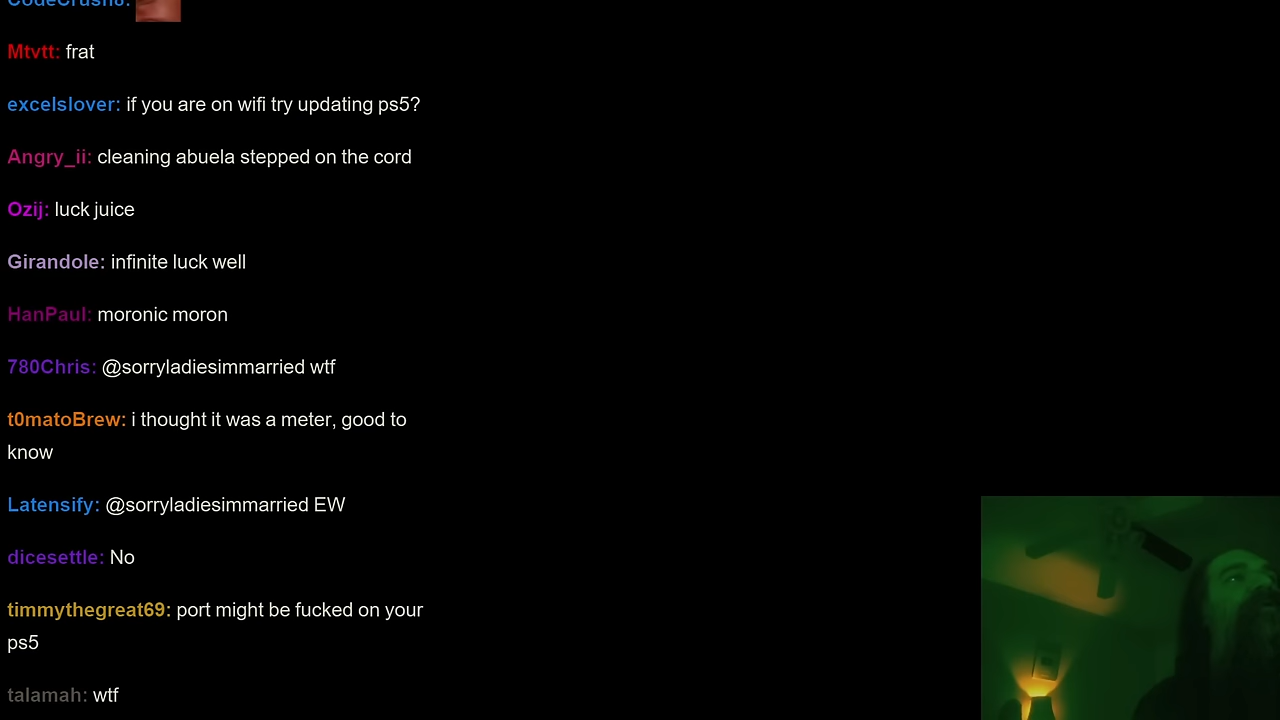 CodeCrush8:
Mtvtt: frat
excelslover: if you are on wifi try updating ps5?
Angry_ii: cleaning abuela stepped on the cord
Ozij: luck juice
Girandole: infinite luck well
HanPaul: moronic moron
780Chris: @sorryladiesimmarried wtf
t0matoBrew: i thought it was a meter, good to
know
Latensify: @sorryladiesimmarried EW
dicesettle: No
timmythegreat69: port might be fucked on your
ps5
talamah: wtf